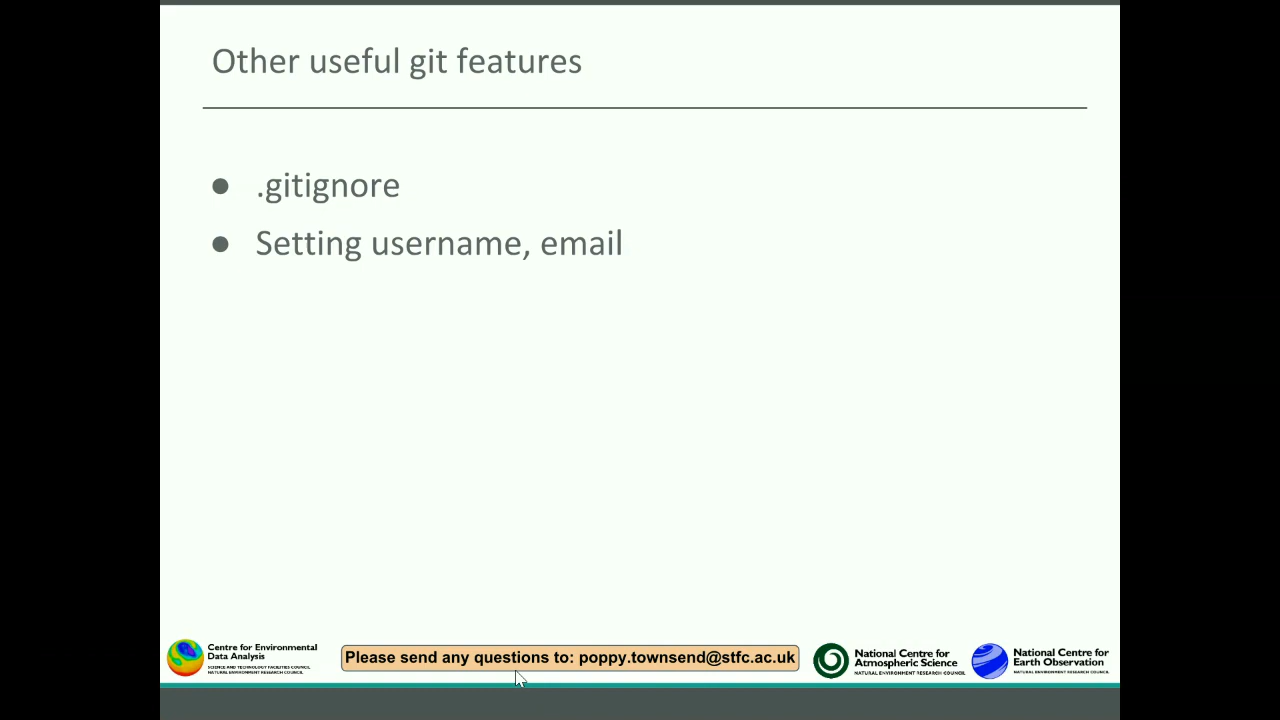 Other useful git features
● .gitignore
● Setting username, email
Centre for Environmental
Data Analysis
SCIENCE AND TECHNOLOGY FACILITIES COUNCIL
NATURAL ENVIRONMENT RESEARCH COUNCIL
Please send any questions to: poppy.townsend@stfc.ac.uk
National Centre for
Atmospheric Science
NATURAL ENVIRONMENT RESEARCH COUNCIL
National Centre for
Earth Observation
NATURAL ENVIRONMENT RESEARCH COUNCIL